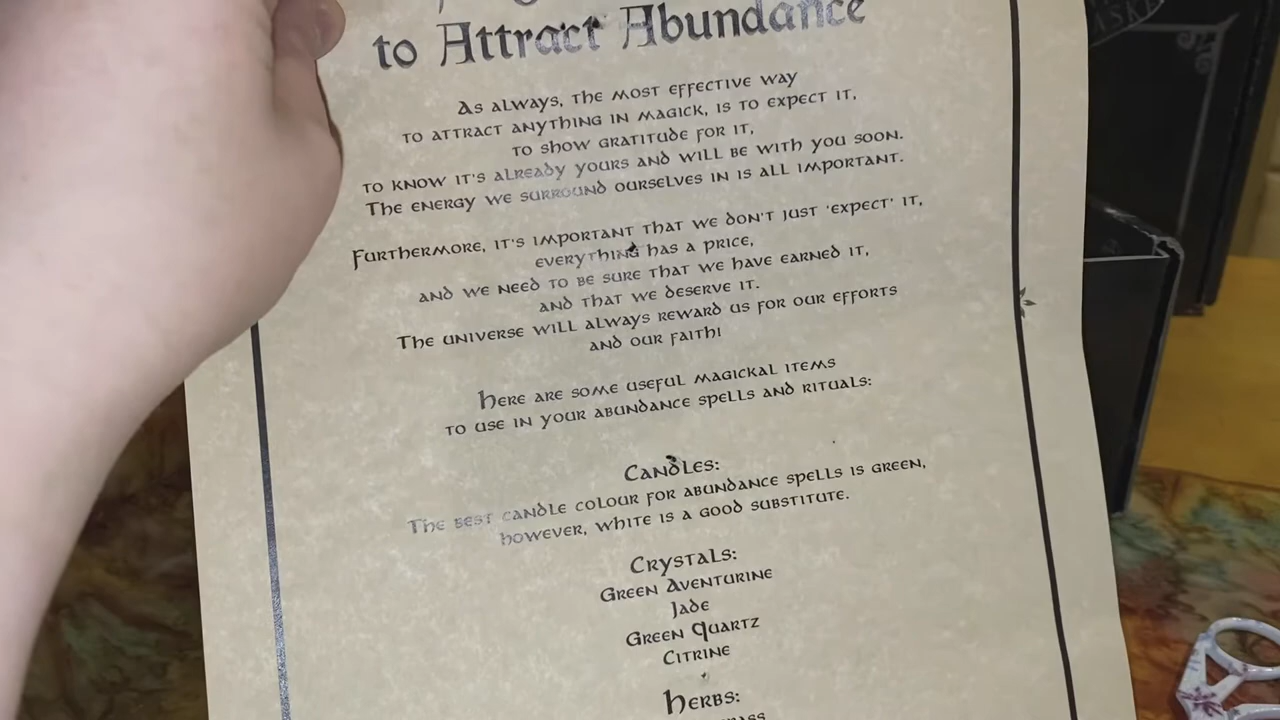 to Attract Abundance
As always, the most effective way
to attract anything in magick, is to expect it,
to show gratitude for it,
to know it's already yours and will be with you soon.
The energy we surround ourselves in is all important.
Furthermore, it's important that we don't just 'expect' it,
everything has a price,
and we need to be sure that we have earned it,
and that we deserve it.
The universe will always reward us for our efforts
and our faith!
Here are some useful magickal items
to use in your abundance spells and rituals:
Candles:
The best candle colour for abundance spells is green,
however, white is a good substitute.
Crystals:
Green Aventurine
Jade
Green Quartz
Citrine
Herbs: